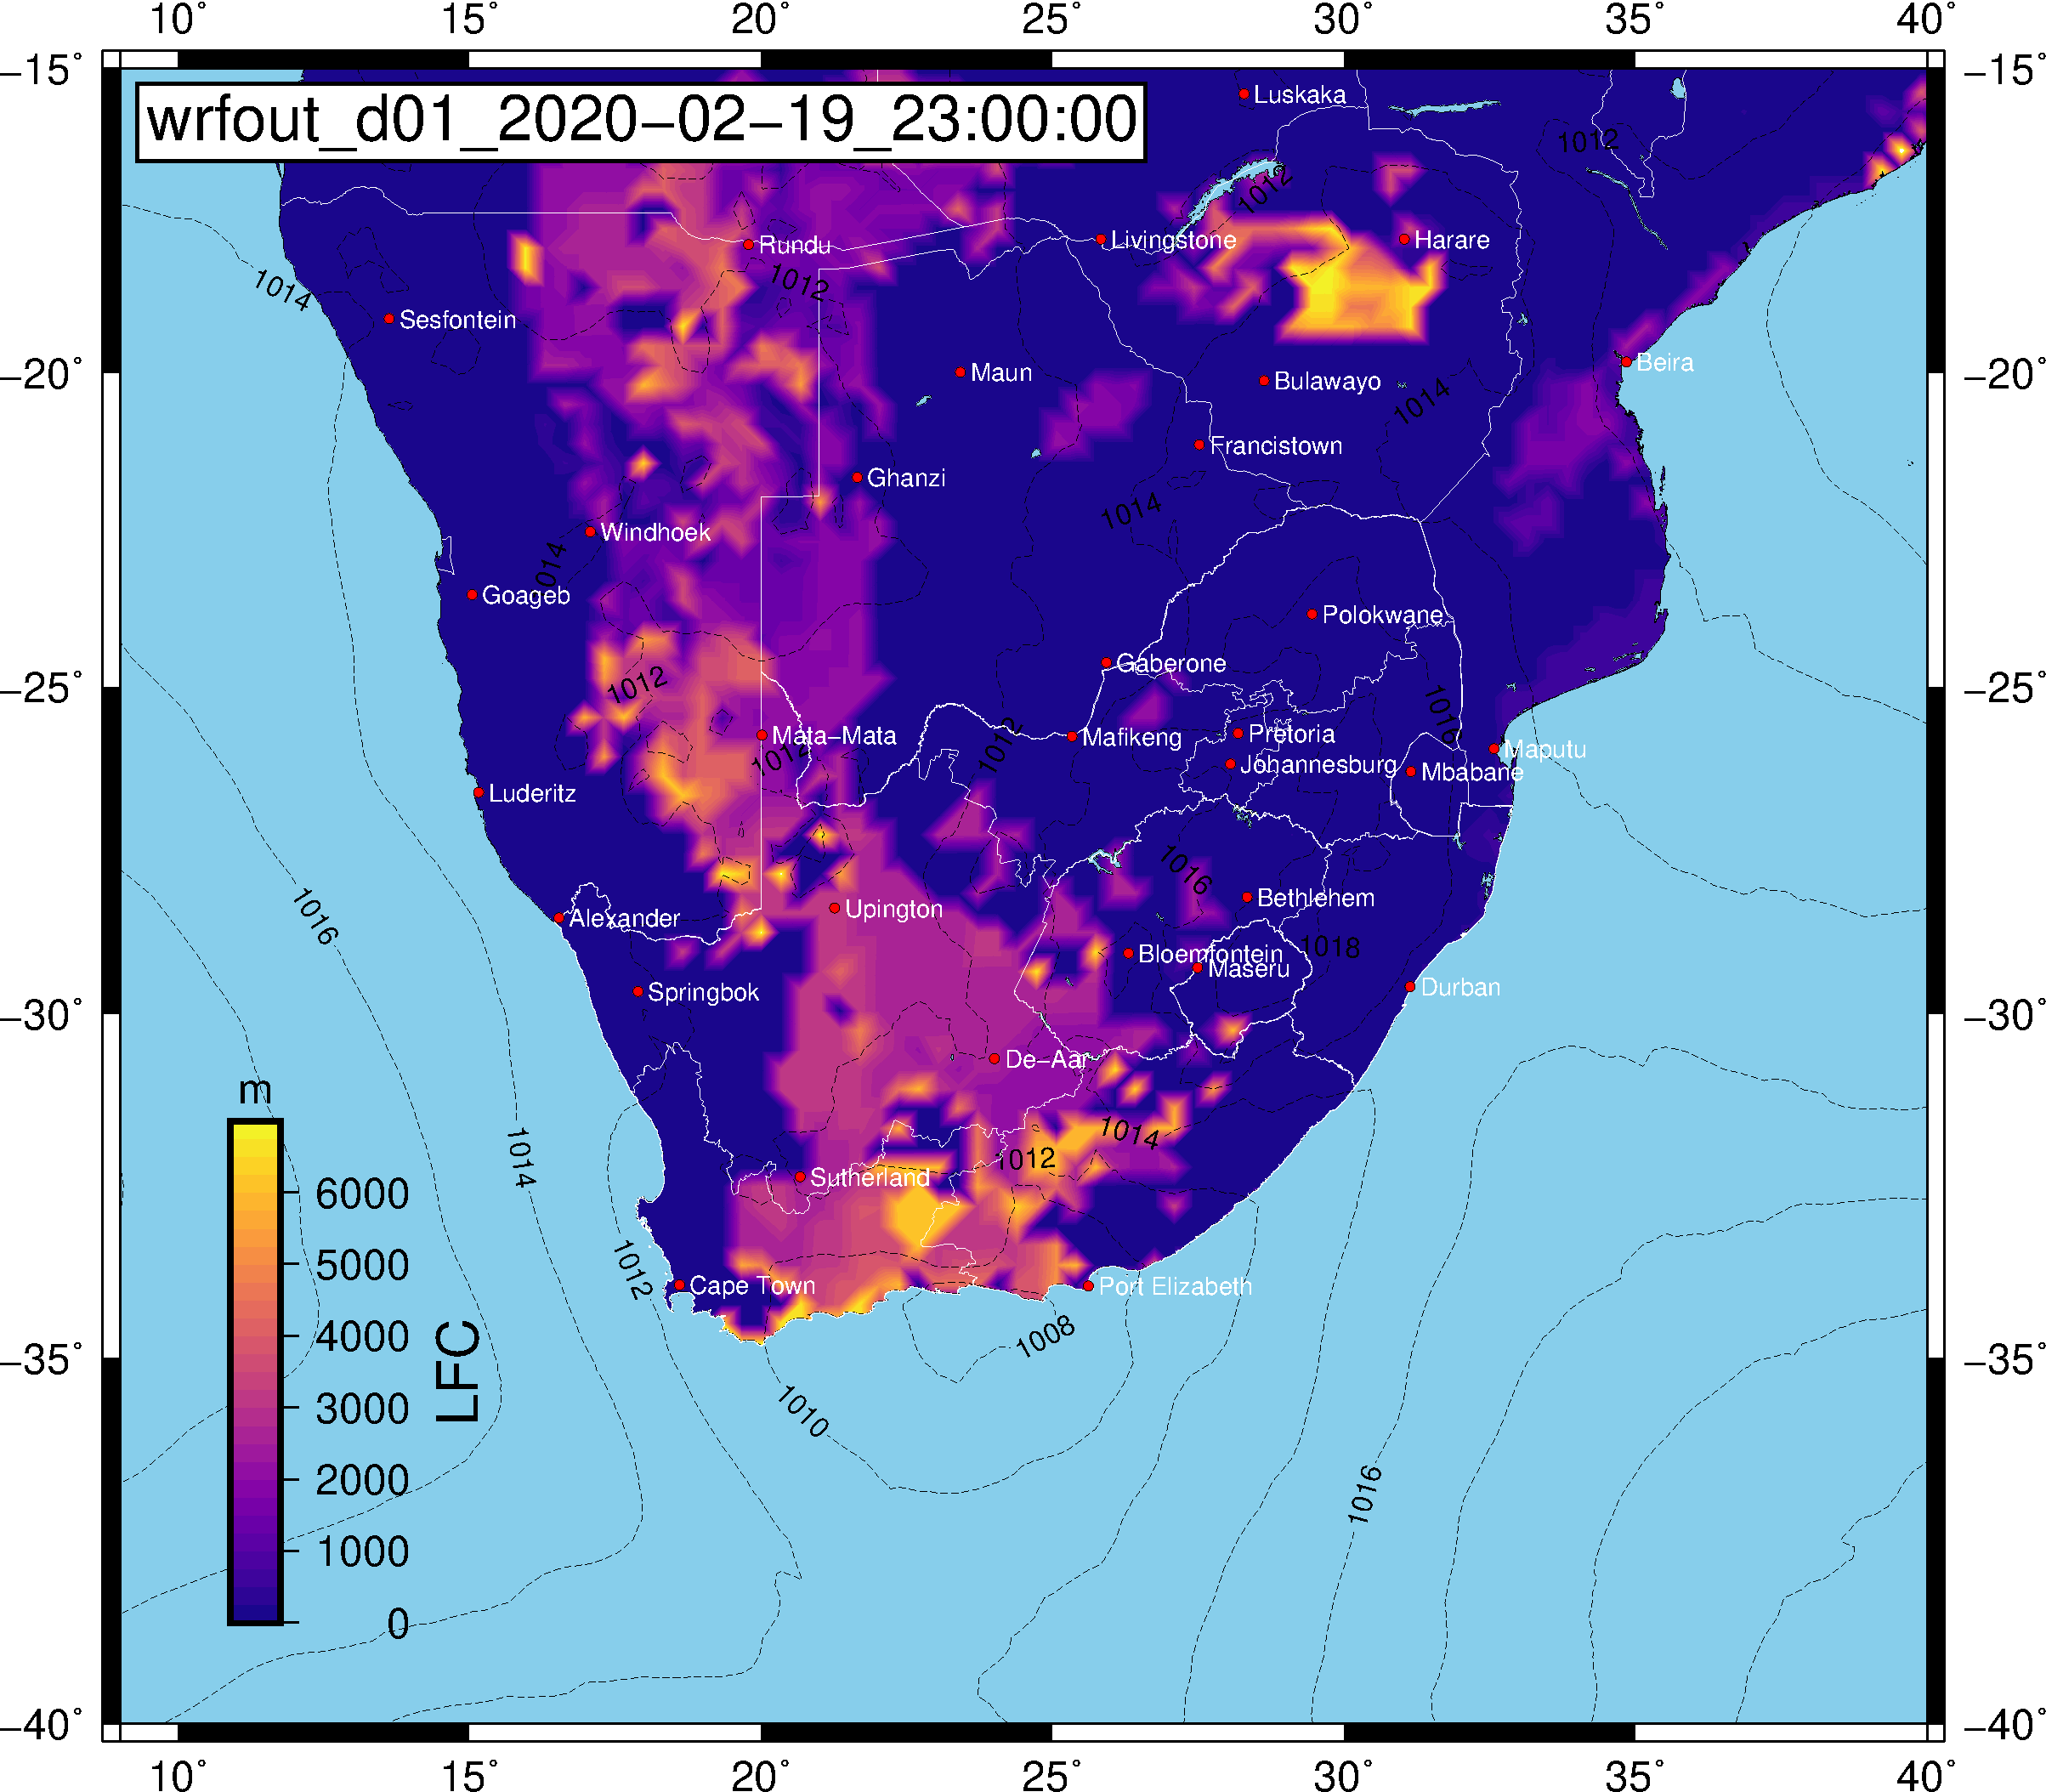 10° 15° 20° 25° 30° 35° 40°
−15° −15°
wrfout_d01_2020−02−19_23:00:00
Luskaka
1012
1012
Rundu
Livingstone
Harare
1012
1014
Sesfontein
−20° −20°
Beira
Maun
Bulawayo
1014
Francistown
Ghanzi
1014
Windhoek
1014
Goageb
Polokwane
Gaberone
−25° −25°
1012
1016
Mata−Mata
1012
1012
Mafikeng
Pretoria
Maputu
Johannesburg
Mbabane
Luderitz
1016
Bethlehem
1016
Alexander
Upington
Bloemfontein
1018
Maseru
Springbok
Durban
−30° −30°
De−Aar
m
1014
1014
1012
Sutherland
6000
1012
5000
Cape Town
Port Elizabeth
4000
1008
−35° −35°
LFC
3000
1010
2000
1016
1000
0
−40° −40°
10° 15° 20° 25° 30° 35° 40°